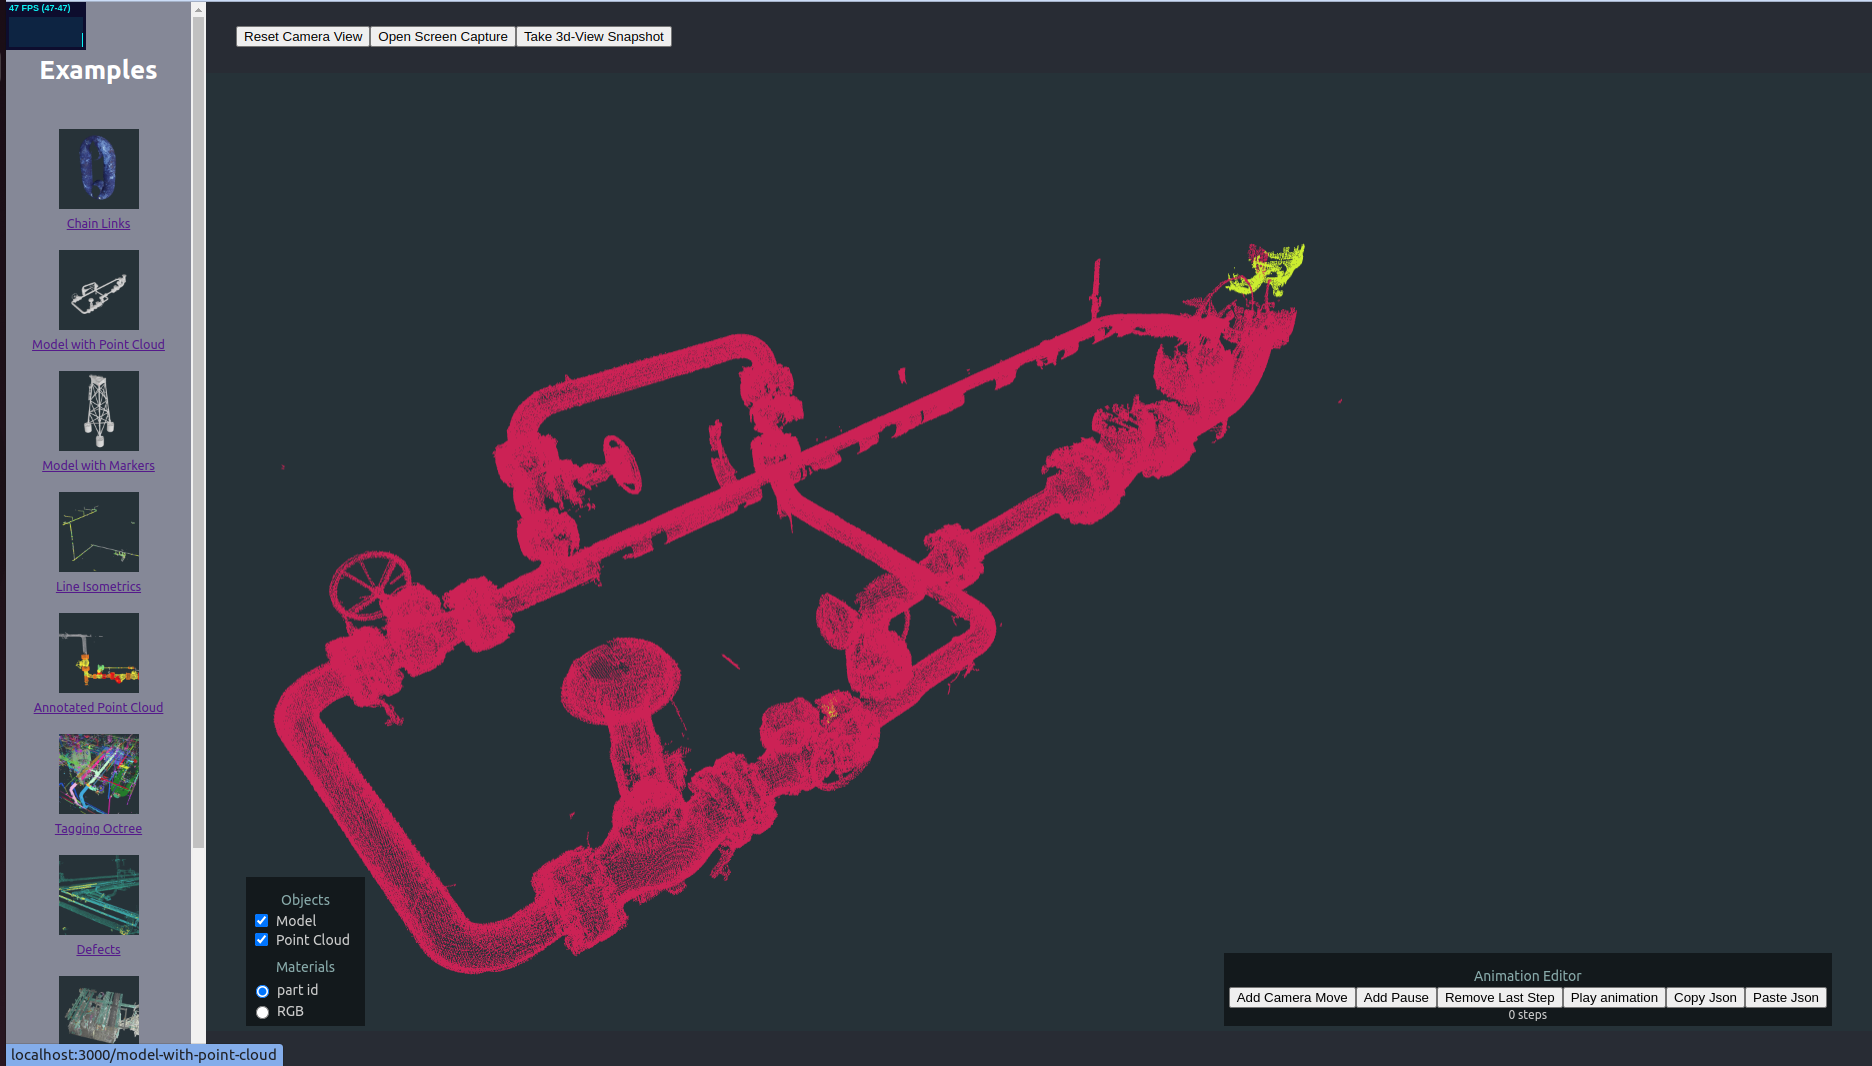 47 FPS (47-47)
Examples
Chain Links
Model with Point Cloud
Model with Markers
Line Isometrics
Annotated Point Cloud
Tagging Octree
Defects
localhost:3000/model-with-point-cloud
Reset Camera View Open Screen Capture Take 3d-View Snapshot
Objects
Model
Point Cloud
Materials
part id
RGB
Animation Editor
Add Camera Move Add Pause Remove Last Step Play animation Copy Json Paste Json
0 steps